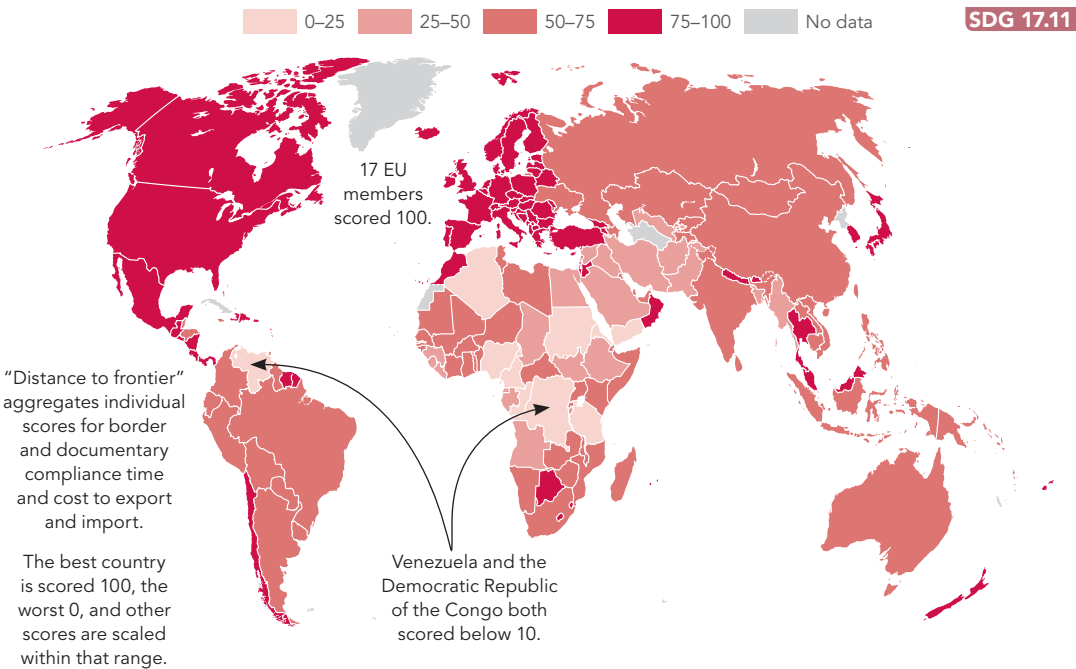 0–25
25–50
50–75
75–100
No data
SDG 17.11
17 EU
members
scored 100.
“Distance to frontier”
aggregates individual
scores for border
and documentary
compliance time
and cost to export
and import.
The best country
is scored 100, the
worst 0, and other
scores are scaled
within that range.
Venezuela and the
Democratic Republic
of the Congo both
scored below 10.